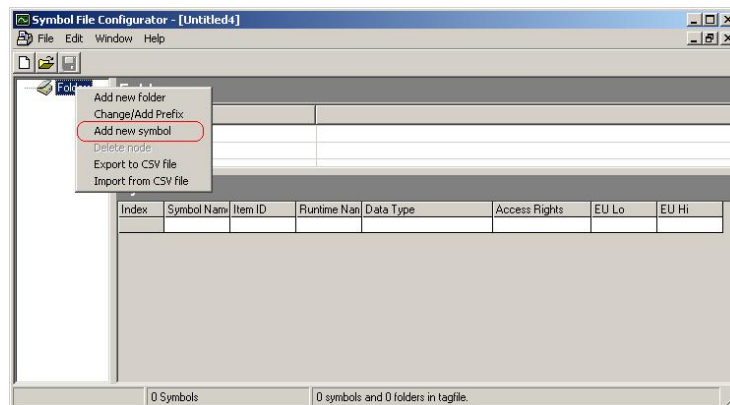 Symbol File Configurator - [Untitled4]
File Edit Window Help
Add new folder
Change/Add Prefix
Add new symbol
Delete node
Export to CSV file
Import from CSV file
Index Symbol Nam Item ID Runtime Nan Data Type Access Rights EU Lo EU Hi
0 Symbols 0 symbols and 0 folders in tagfile.